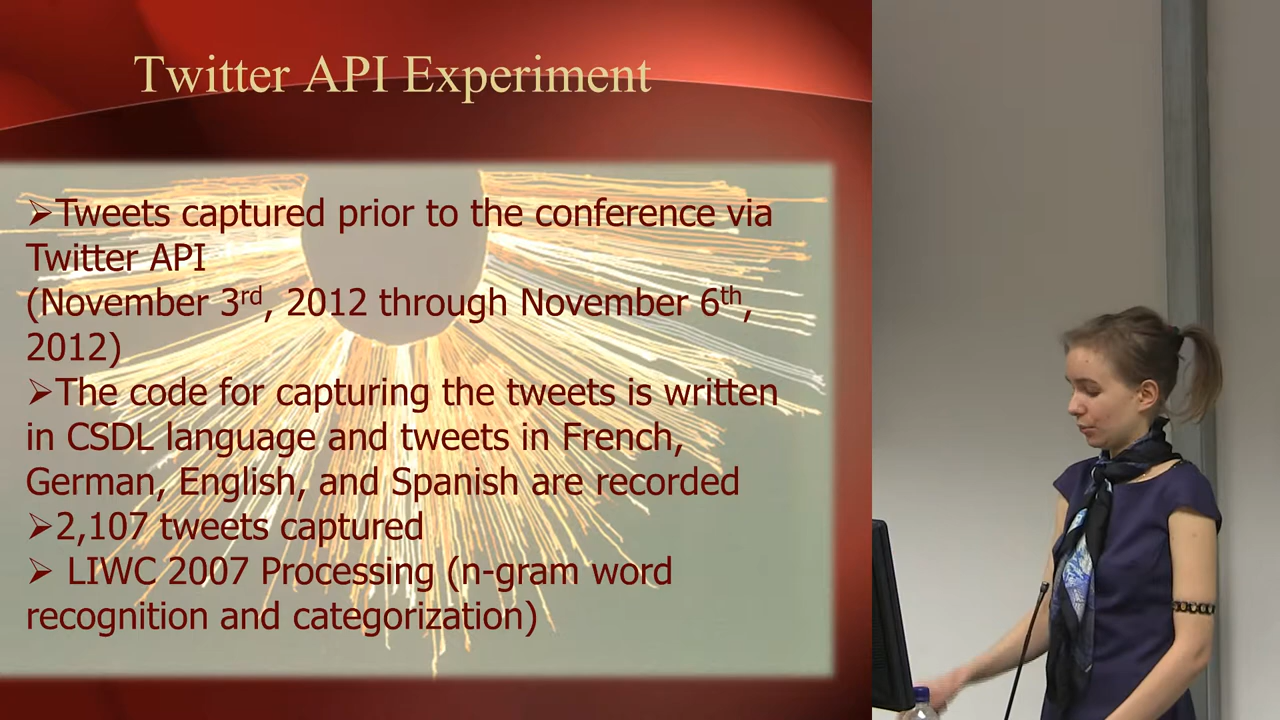 Twitter API Experiment
➢Tweets captured prior to the conference via
Twitter API
(November 3rd, 2012 through November 6th,
2012)
➢The code for capturing the tweets is written
in CSDL language and tweets in French,
German, English, and Spanish are recorded
➢2,107 tweets captured
➢ LIWC 2007 Processing (n-gram word
recognition and categorization)